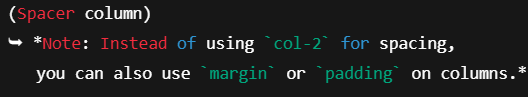 (Spacer column)
➥ *Note: Instead of using `col-2` for spacing,
you can also use `margin` or `padding` on columns.*